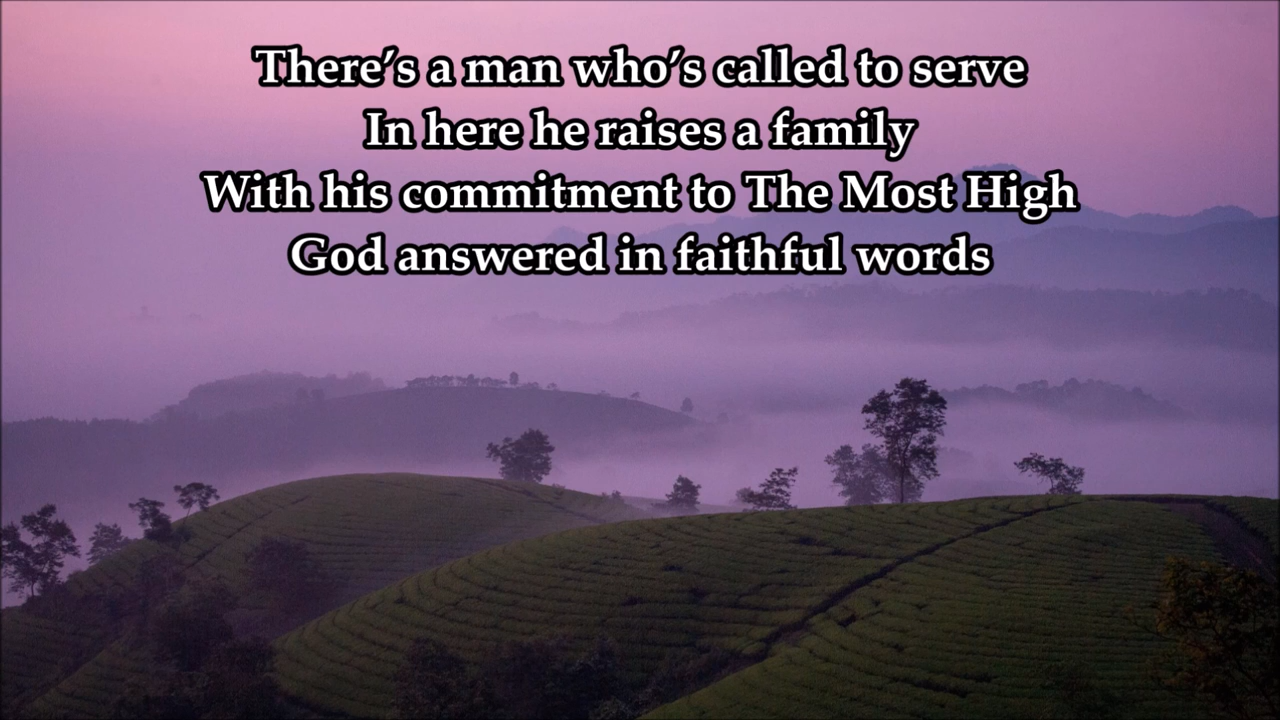 There’s a man who’s called to serve
In here he raises a family
With his commitment to The Most High
God answered in faithful words